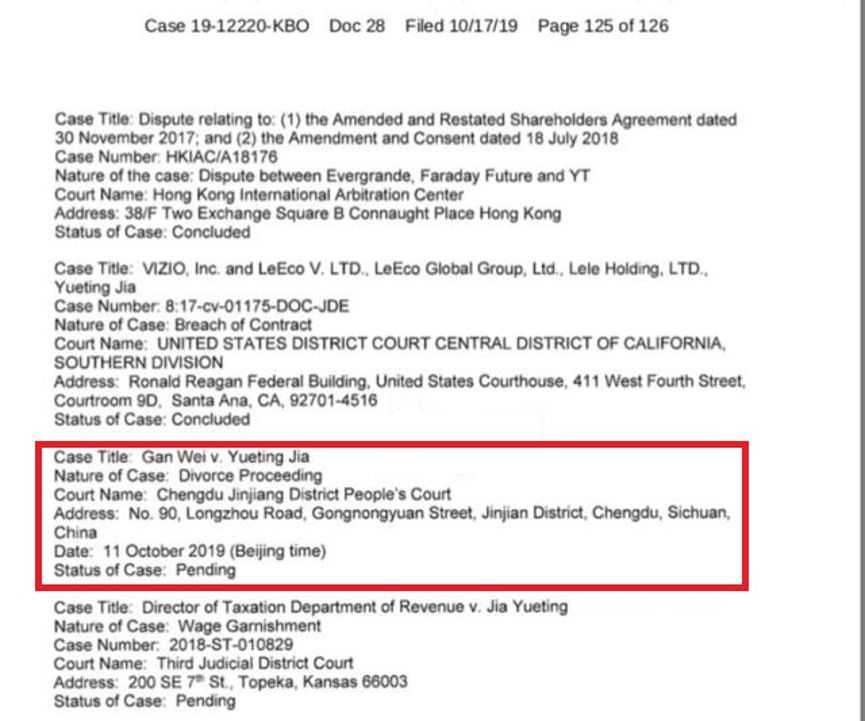 Case 19-12220-KBO Doc 28 Filed 10/17/19 Page 125 of 126
Case Title: Dispute relating to: (1) the Amended and Restated Shareholders Agreement dated
30 November 2017; and (2) the Amendment and Consent dated 18 July 2018
Case Number: HKIAC/A18176
Nature of the case: Dispute between Evergrande, Faraday Future and YT
Court Name: Hong Kong International Arbitration Center
Address: 38/F Two Exchange Square B Connaught Place Hong Kong
Status of Case: Concluded
Case Title: VIZIO, Inc. and LeEco V. LTD., LeEco Global Group, Ltd., Lele Holding, LTD.,
Yueting Jia
Case Number: 8:17-cv-01175-DOC-JDE
Nature of Case: Breach of Contract
Court Name: UNITED STATES DISTRICT COURT CENTRAL DISTRICT OF CALIFORNIA,
SOUTHERN DIVISION
Address: Ronald Reagan Federal Building, United States Courthouse, 411 West Fourth Street,
Courtroom 9D, Santa Ana, CA, 92701-4516
Status of Case: Concluded
Case Title: Gan Wei v. Yueting Jia
Nature of Case: Divorce Proceeding
Court Name: Chengdu Jinjiang District People's Court
Address: No. 90, Longzhou Road, Gongnongyuan Street, Jinjian District, Chengdu, Sichuan,
China
Date: 11 October 2019 (Beijing time)
Status of Case: Pending
Case Title: Director of Taxation Department of Revenue v. Jia Yueting
Nature of Case: Wage Garnishment
Case Number: 2018-ST-010829
Court Name: Third Judicial District Court
Address: 200 SE 7th St., Topeka, Kansas 66003
Status of Case: Pending